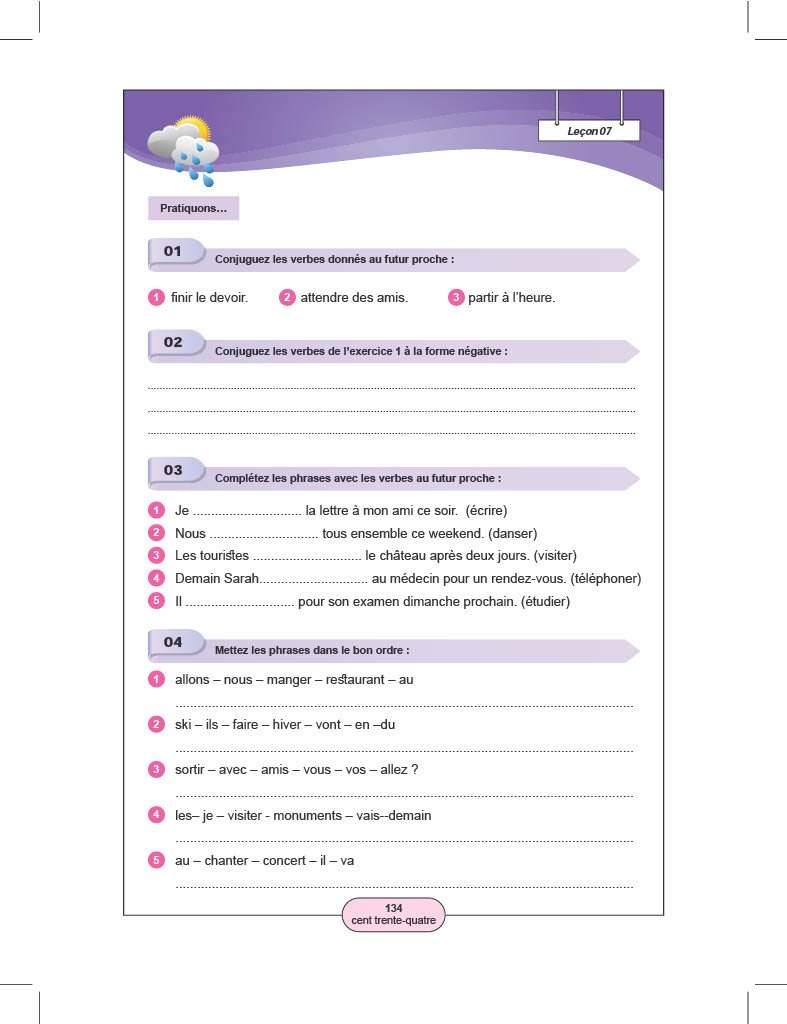 Leçon 07
Pratiquons…
01
Conjuguez les verbes donnés au futur proche :
1 finir le devoir. 2 attendre des amis. 3 partir à l’heure.
02
Conjuguez les verbes de l’exercice 1 à la forme négative :
03
Complétez les phrases avec les verbes au futur proche :
1 Je .............................. la lettre à mon ami ce soir. (écrire)
2 Nous .............................. tous ensemble ce weekend. (danser)
3 Les touristes .............................. le château après deux jours. (visiter)
4 Demain Sarah.............................. au médecin pour un rendez-vous. (téléphoner)
5 Il .............................. pour son examen dimanche prochain. (étudier)
04
Mettez les phrases dans le bon ordre :
1 allons – nous – manger – restaurant – au
2 ski – ils – faire – hiver – vont – en –du
3 sortir – avec – amis – vous – vos – allez ?
4 les– je – visiter - monuments – vais--demain
5 au – chanter – concert – il – va
134
cent trente-quatre